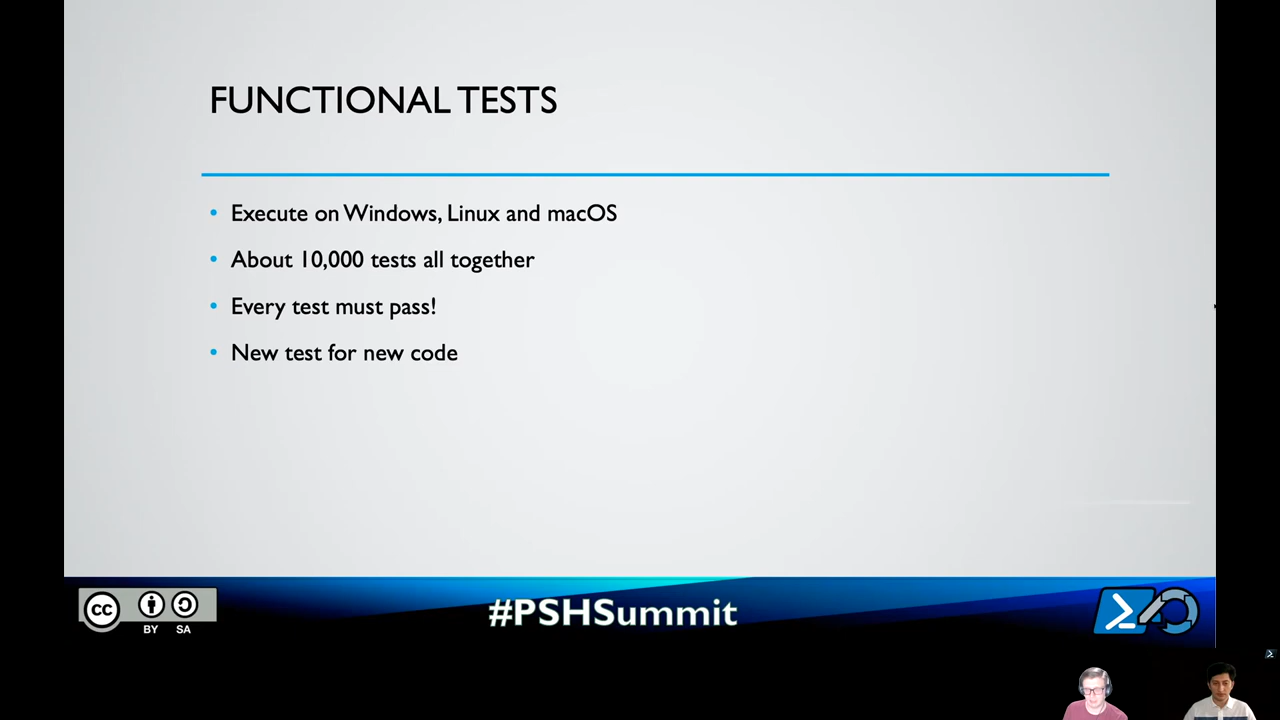 FUNCTIONAL TESTS
• Execute on Windows, Linux and macOS
• About 10,000 tests all together
• Every test must pass!
• New test for new code
cc
BY SA
#PSHSummit